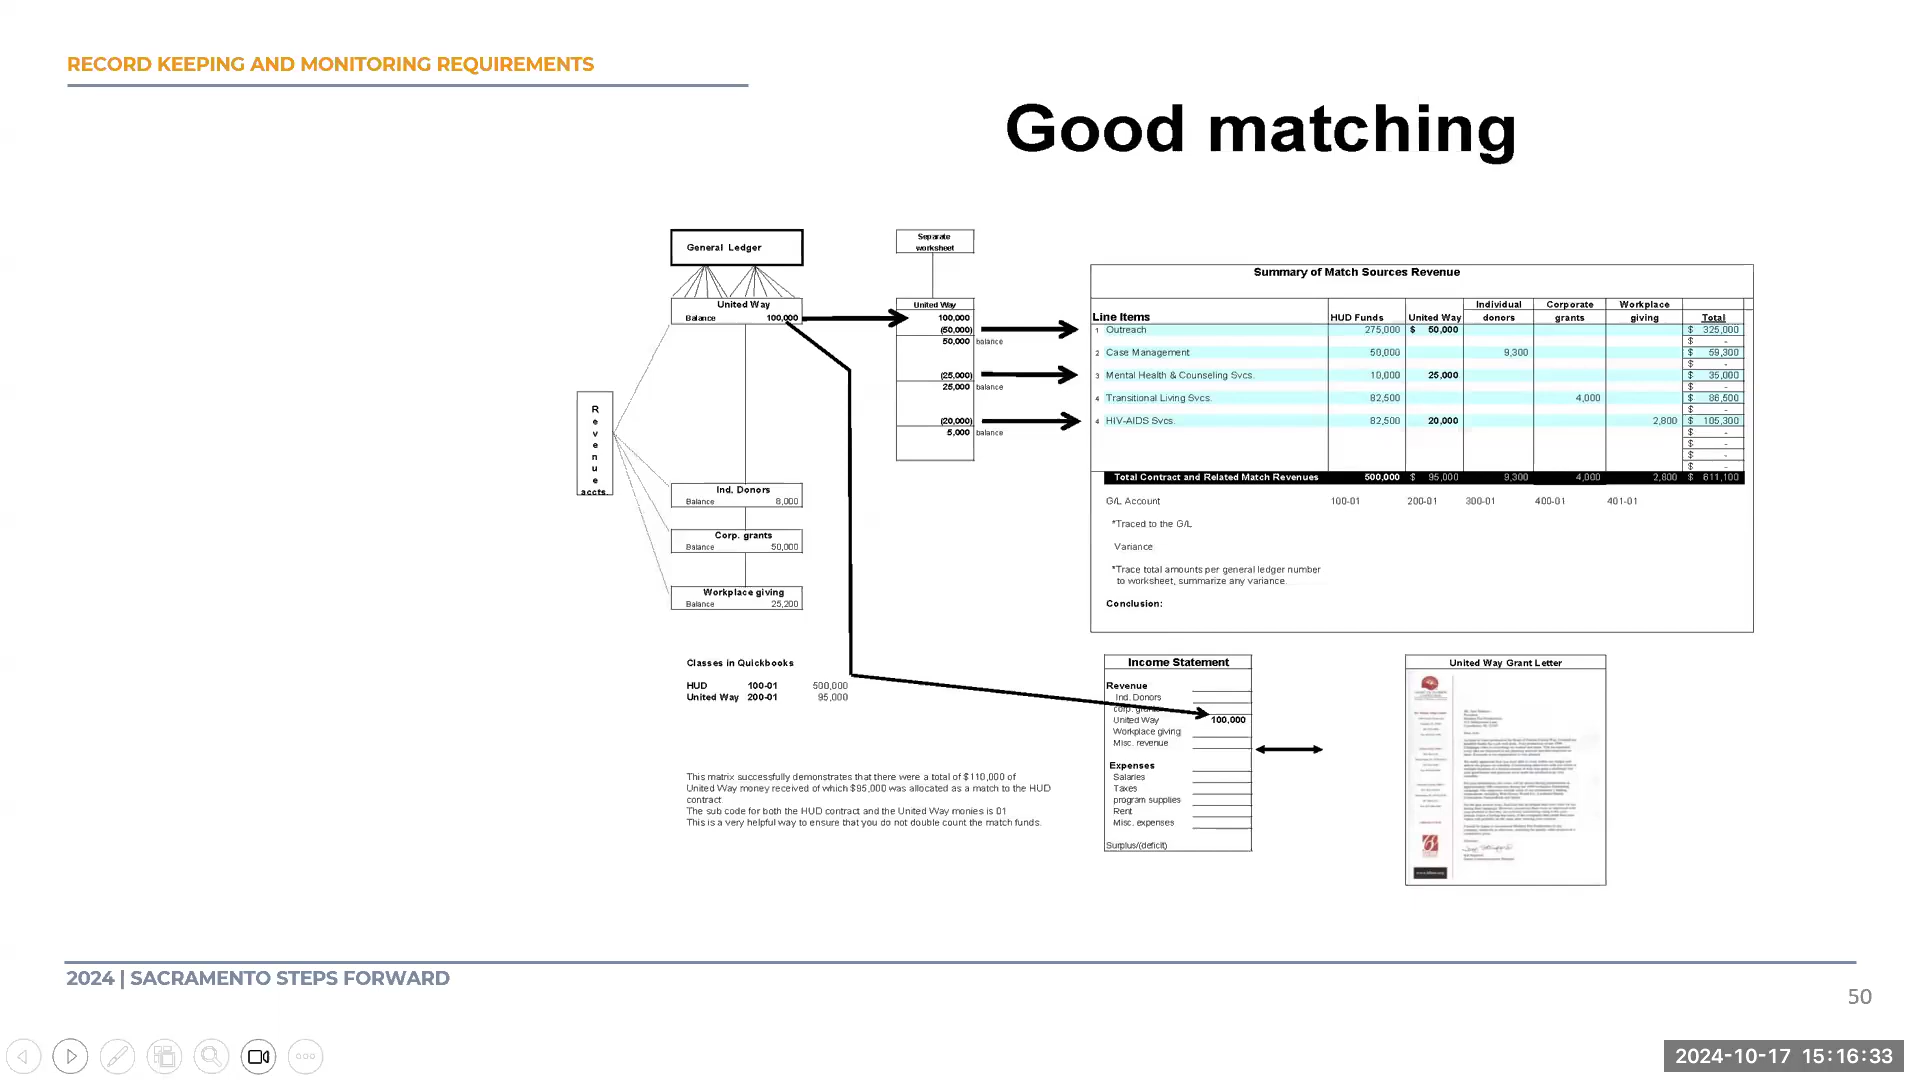 RECORD KEEPING AND MONITORING REQUIREMENTS
Good matching
General Ledger
United Way
Balance 100,000
R
e
v
e
n
u
e
accts.
Ind. Donors
Balance 8,000
Corp. grants
Balance 50,000
Workplace giving
Balance 25,200
Separate
worksheet
United Way
100,000
(50,000)
50,000 balance
(25,000)
25,000 balance
(20,000)
5,000 balance
Summary of Match Sources Revenue
Individual Corporate Workplace
Line Items HUD Funds United Way donors grants giving Total
1 Outreach 275,000 $ 50,000 $ 325,000
$ -
2 Case Management 50,000 9,300 $ 59,300
$ -
3 Mental Health & Counseling Svcs. 10,000 25,000 $ 35,000
$ -
4 Transitional Living Svcs. 82,500 4,000 $ 86,500
$ -
4 HIV-AIDS Svcs. 82,500 20,000 2,800 $ 105,300
$ -
$ -
$ -
$ -
Total Contract and Related Match Revenues 500,000 $ 95,000 9,300 4,000 2,800 $ 611,100
G/L Account 100-01 200-01 300-01 400-01 401-01
*Traced to the G/L
Variance
*Trace total amounts per general ledger number
to worksheet, summarize any variance.
Conclusion:
Classes in Quickbooks
HUD 100-01 500,000
United Way 200-01 95,000
This matrix successfully demonstrates that there were a total of $110,000 of
United Way money received of which $95,000 was allocated as a match to the HUD
contract.
The sub code for both the HUD contract and the United Way monies is 01
This is a very helpful way to ensure that you do not double count the match funds.
Income Statement
Revenue
Ind. Donors
corp. grants
United Way 100,000
Workplace giving
Misc. revenue
Expenses
Salaries
Taxes
program supplies
Rent
Misc. expenses
Surplus/(deficit)
United Way Grant Letter
2024 | SACRAMENTO STEPS FORWARD
50
2024-10-17 15:16:33